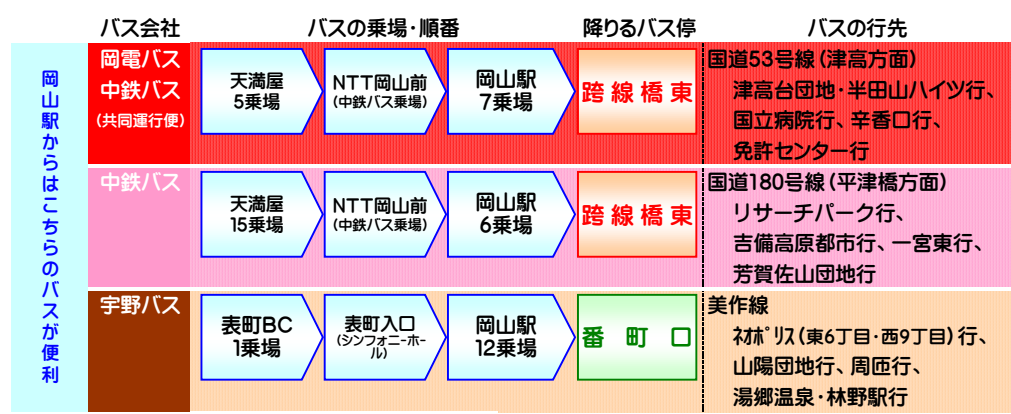 バス会社
バスの乗場・順番
降りるバス停
バスの行先
岡山駅からはこちらのバスが便利
岡電バス
中鉄バス
(共同運行便)
天満屋
5乗場
NTT岡山前
(中鉄バス乗場)
岡山駅
7乗場
跨線橋東
国道53号線(津高方面)
津高台団地・半田山ハイツ行、
国立病院行、辛香口行、
免許センター行
中鉄バス
天満屋
15乗場
NTT岡山前
(中鉄バス乗場)
岡山駅
6乗場
跨線橋東
国道180号線(平津橋方面)
リサーチパーク行、
吉備高原都市行、一宮東行、
芳賀佐山団地行
宇野バス
表町BC
1乗場
表町入口
(シンフォニーホー
ル)
岡山駅
12乗場
番町口
美作線
ネオポリス(東6丁目・西9丁目)行、
山陽団地行、周匝行、
湯郷温泉・林野駅行